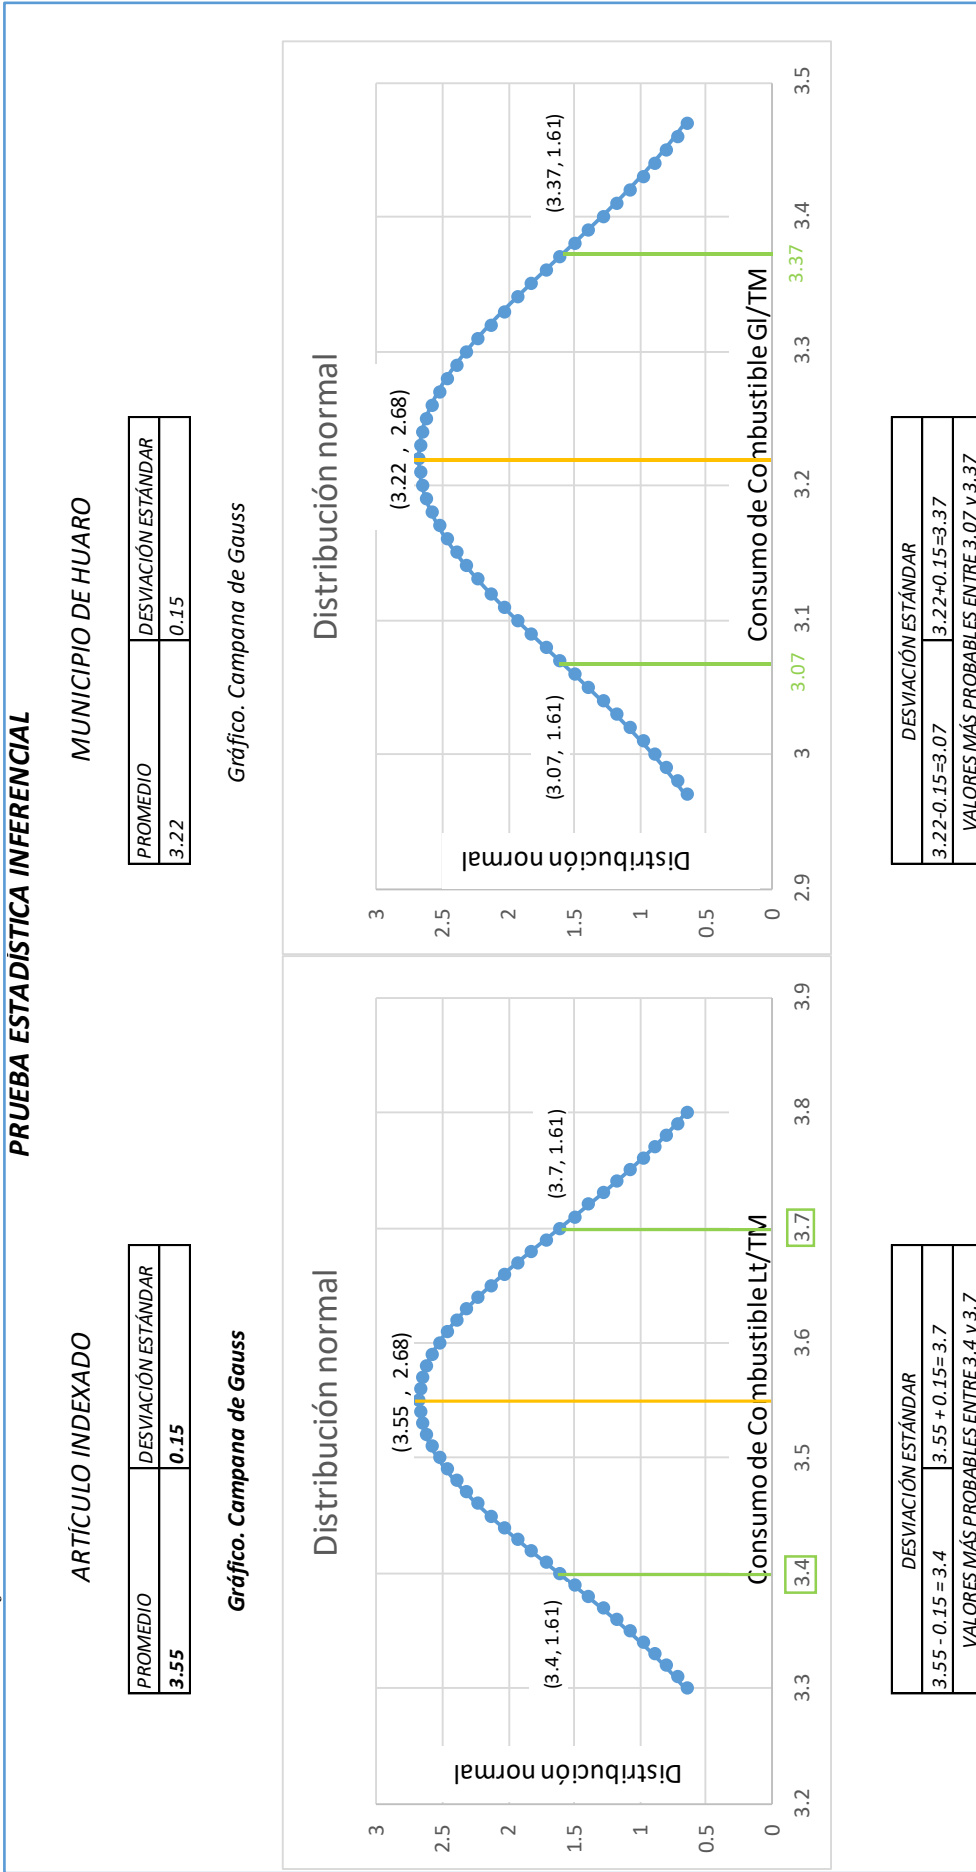 PRUEBA ESTADÍSTICA INFERENCIAL
ARTÍCULO INDEXADO
PROMEDIO DESVIACIÓN ESTÁNDAR
3.55 0.15
Gráfico. Campana de Gauss
Distribución normal
(3.55 , 2.68)
(3.4, 1.61)
(3.7, 1.61)
Distribución normal
3
2.5
2
1.5
1
0.5
0
Consumo de Combustible Lt/TM
3.2 3.3 3.4 3.5 3.6 3.7 3.8 3.9
DESVIACIÓN ESTÁNDAR
3.55 - 0.15 = 3.4 3.55 + 0.15 = 3.7
VALORES MÁS PROBABLES ENTRE 3.4 y 3.7
MUNICIPIO DE HUARO
PROMEDIO DESVIACIÓN ESTÁNDAR
3.22 0.15
Gráfico. Campana de Gauss
Distribución normal
(3.22 , 2.68)
(3.07, 1.61)
(3.37, 1.61)
Distribución normal
3
2.5
2
1.5
1
0.5
0
Consumo de Combustible Gl/TM
3.07 3.37
2.9 3 3.1 3.2 3.3 3.4 3.5
DESVIACIÓN ESTÁNDAR
3.22-0.15=3.07 3.22+0.15=3.37
VALORES MÁS PROBABLES ENTRE 3.07 y 3.37